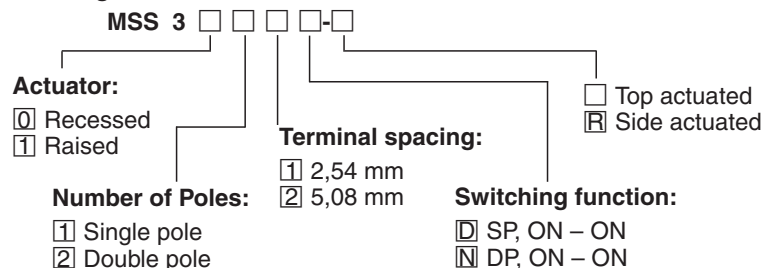 MSS 3 □ □ □ □-□
Actuator:
0 Recessed
1 Raised
Number of Poles:
1 Single pole
2 Double pole
Terminal spacing:
1 2,54 mm
2 5,08 mm
Switching function:
D SP, ON – ON
N DP, ON – ON
□ Top actuated
R Side actuated